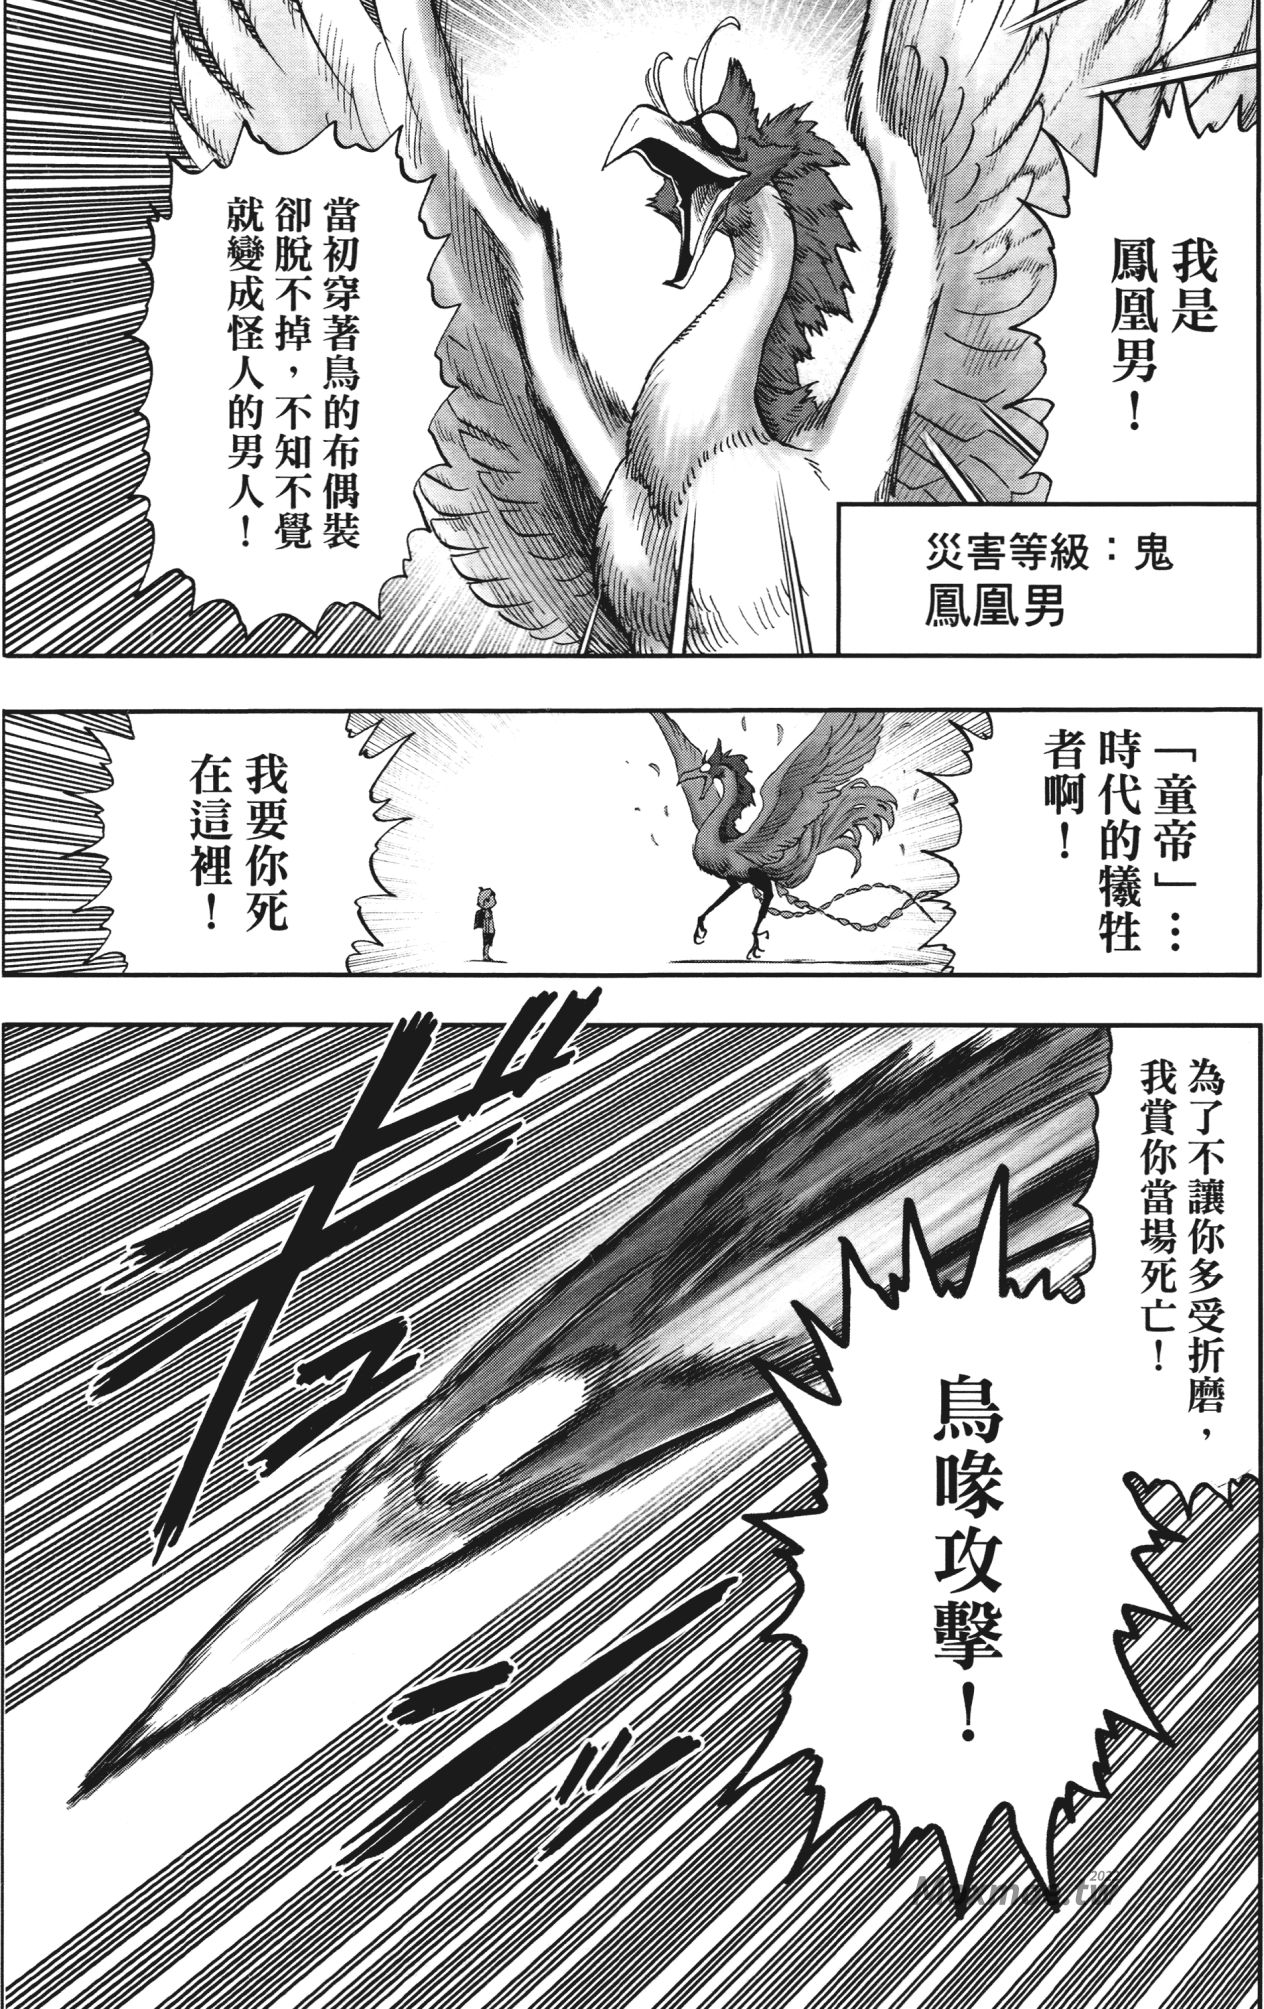 我是
鳳凰男！
當初穿著鳥的布偶裝
卻脫不掉，不知不覺
就變成怪人的男人！
災害等級：鬼
鳳凰男
「童帝」…
時代的犧牲
者啊！
我要你死
在這裡！
為了不讓你多受折磨，
我賞你當場死亡！
鳥喙攻擊！
ギュン